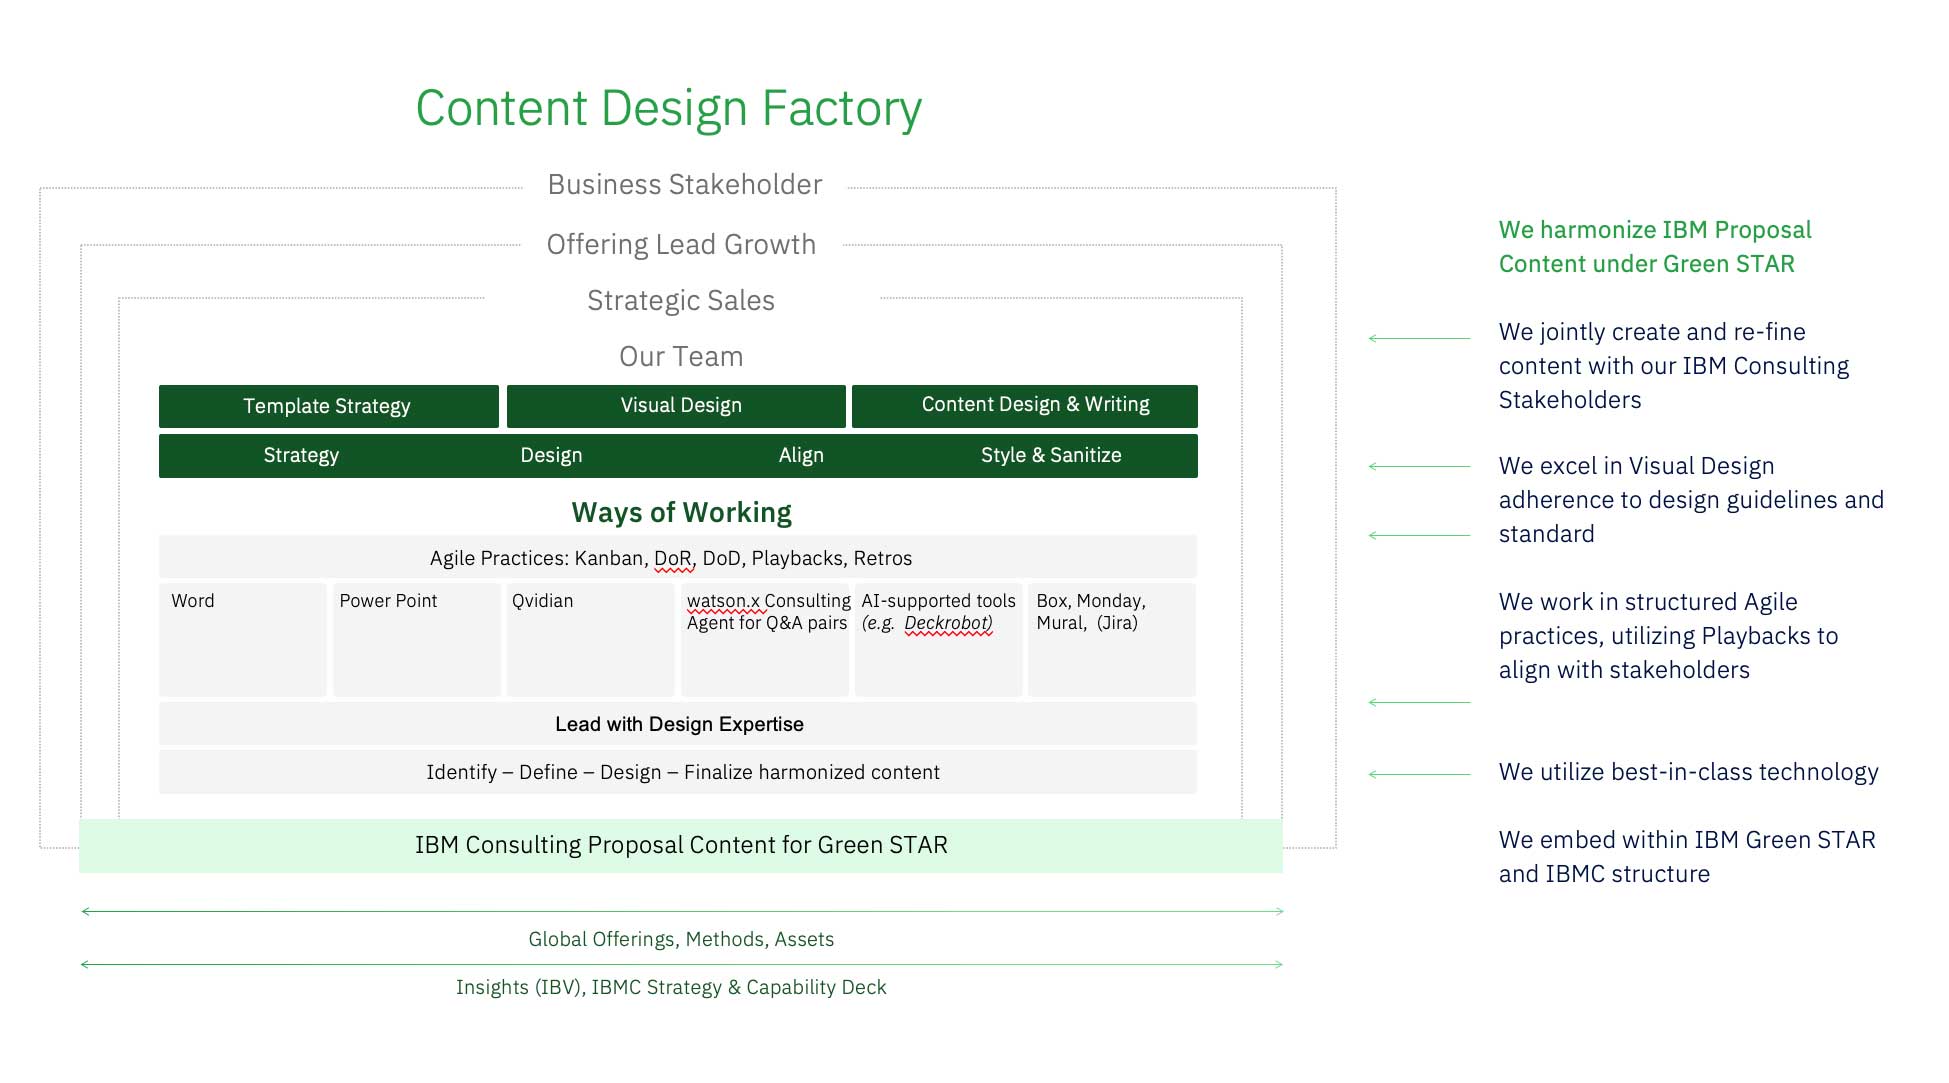 Content Design Factory
Business Stakeholder
Offering Lead Growth
Strategic Sales
Our Team
Template Strategy
Visual Design
Content Design & Writing
Strategy
Design
Align
Style & Sanitize
Ways of Working
Agile Practices: Kanban, DoR, DoD, Playbacks, Retros
Word
Power Point
Qvidian
watson.x Consulting
Agent for Q&A pairs
AI-supported tools
(e.g. Deckrobot)
Box, Monday,
Mural, (Jira)
Lead with Design Expertise
Identify – Define – Design – Finalize harmonized content
IBM Consulting Proposal Content for Green STAR
Global Offerings, Methods, Assets
Insights (IBV), IBMC Strategy & Capability Deck
We harmonize IBM Proposal
Content under Green STAR
We jointly create and re-fine
content with our IBM Consulting
Stakeholders
We excel in Visual Design
adherence to design guidelines and
standard
We work in structured Agile
practices, utilizing Playbacks to
align with stakeholders
We utilize best-in-class technology
We embed within IBM Green STAR
and IBMC structure